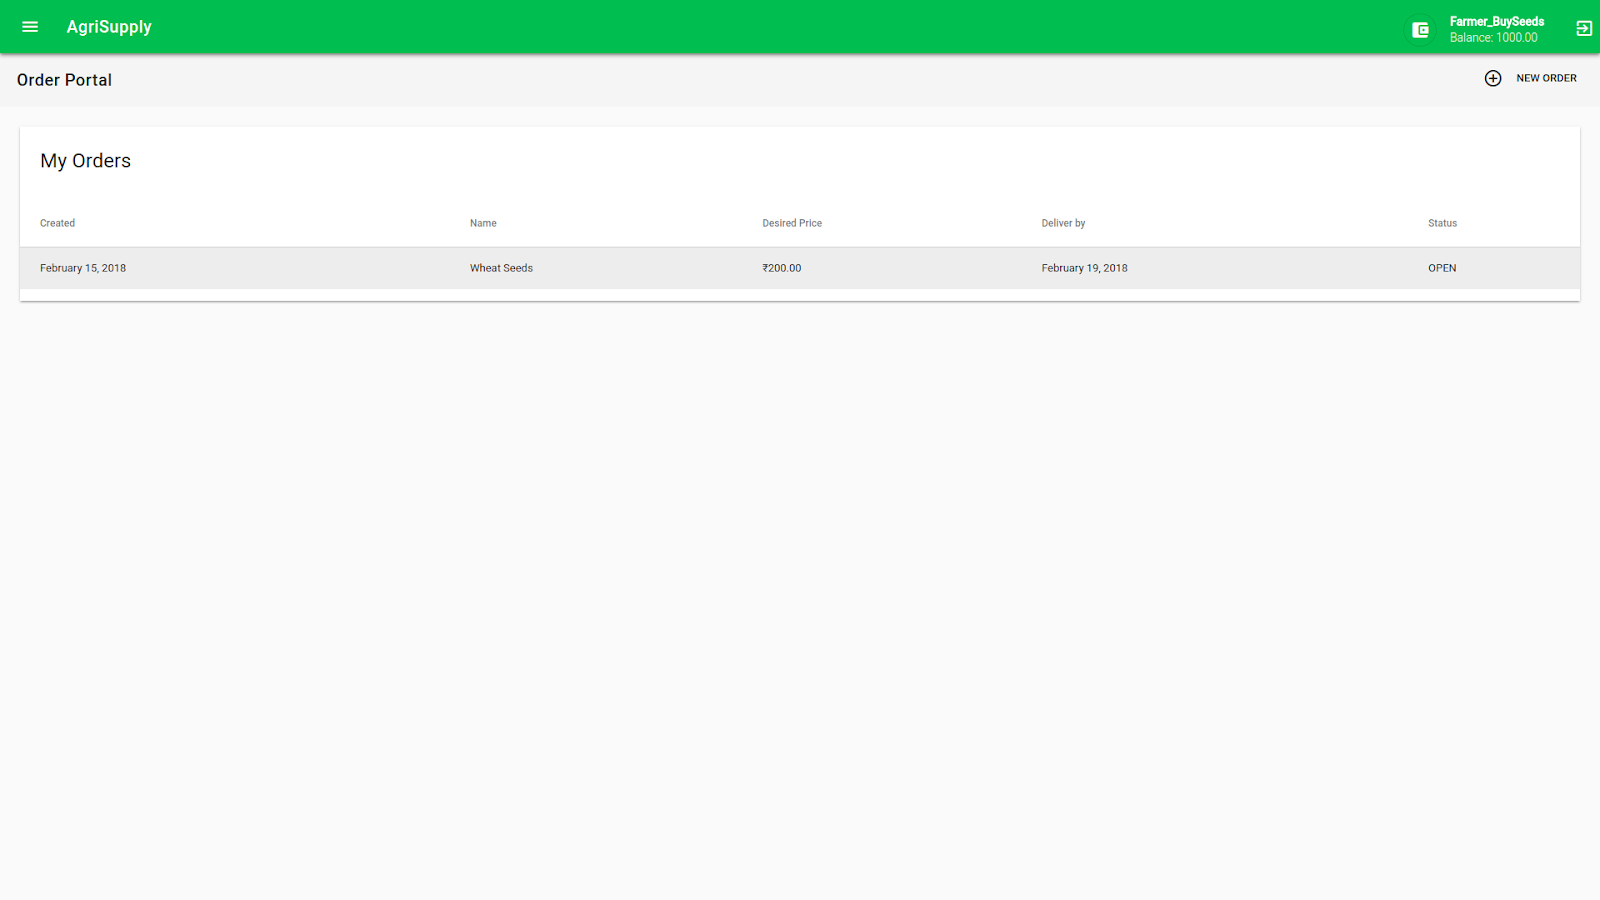 AgriSupply
Farmer_BuySeeds
Balance: 1000.00
Order Portal
NEW ORDER
My Orders
Created Name Desired Price Deliver by Status
February 15, 2018 Wheat Seeds ₹200.00 February 19, 2018 OPEN